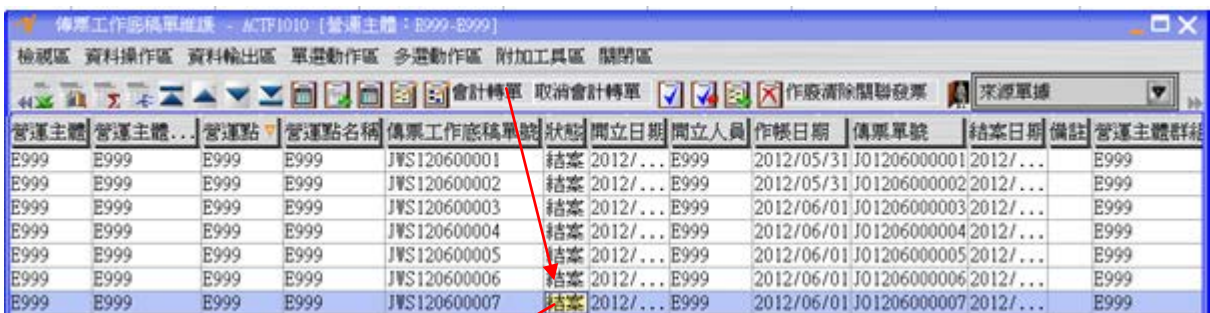 傳票工作底稿單維護 - ACTF1010 [營運主體：E999-E999]
檢視區 資料操作區 資料輸出區 單選動作區 多選動作區 附加工具區 關閉區
會計轉單 取消會計轉單 作廢清除關聯發票 來源單據
營運主體 營運主體... 營運點 營運點名稱 傳票工作底稿單號 狀態 開立日期 開立人員 作帳日期 傳票單號 結案日期 備註 營運主體群組
E999 E999 E999 E999 JWS120600001 結案 2012/... E999 2012/05/31 J01206000001 2012/... E999
E999 E999 E999 E999 JWS120600002 結案 2012/... E999 2012/05/31 J01206000002 2012/... E999
E999 E999 E999 E999 JWS120600003 結案 2012/... E999 2012/06/01 J01206000003 2012/... E999
E999 E999 E999 E999 JWS120600004 結案 2012/... E999 2012/06/01 J01206000004 2012/... E999
E999 E999 E999 E999 JWS120600005 結案 2012/... E999 2012/06/01 J01206000005 2012/... E999
E999 E999 E999 E999 JWS120600006 結案 2012/... E999 2012/06/01 J01206000006 2012/... E999
E999 E999 E999 E999 JWS120600007 結案 2012/... E999 2012/06/01 J01206000007 2012/... E999